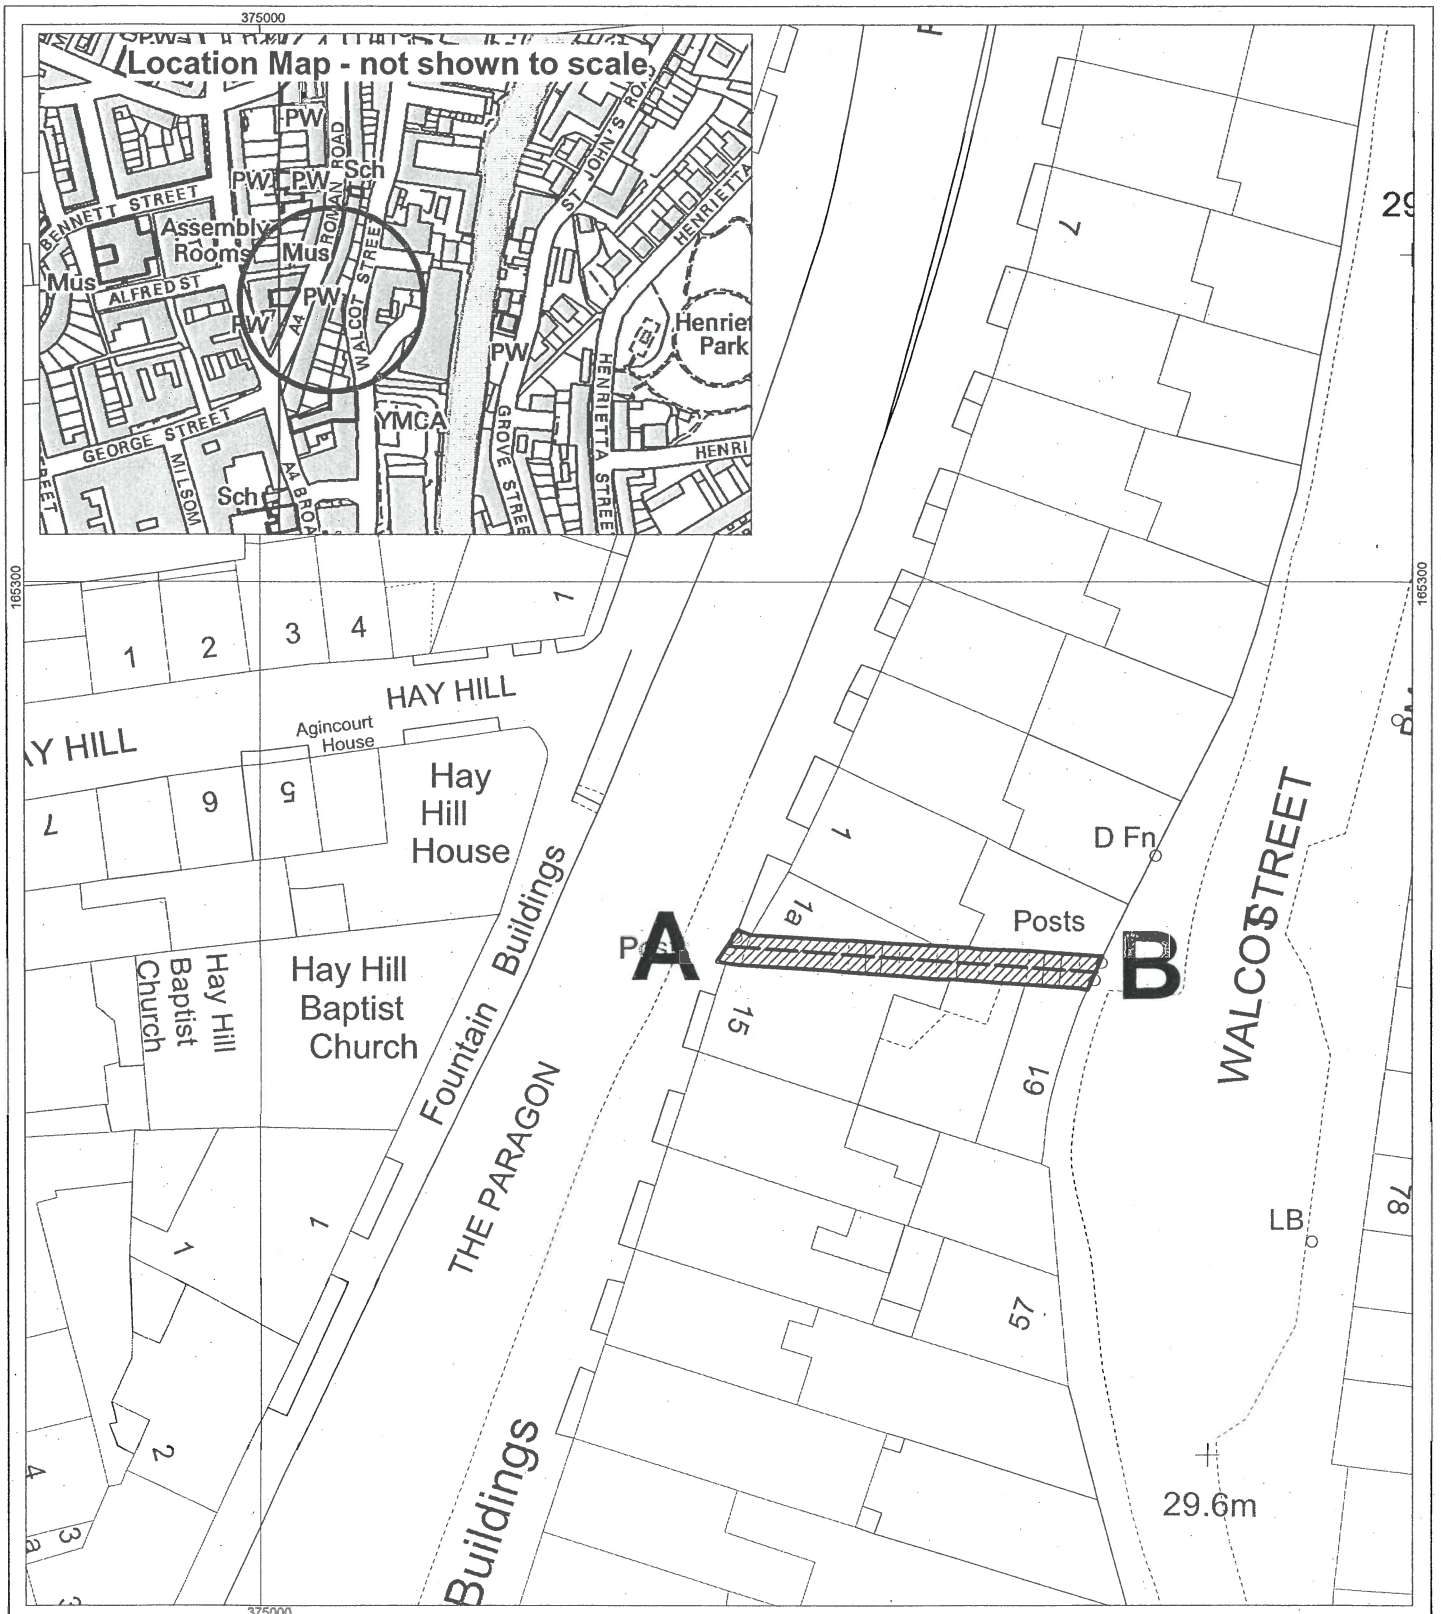 375000
Location Map - not shown to scale
PW
ROMAN ROAD
Sch
PW
PW
ST JOHN'S ROAD
HENRIETTA
BENNETT STREET
Assembly
Rooms
Mus
Mus
ALFRED ST
PW
A4
PW
WALCOT STREET
PW
Henriet
Park
GEORGE STREET
MILSOM
YMCA
GROVE STREE
HENRIETTA STREE
HENRI
Sch
A4 BROA
REET
165300
165300
29
7
1
2
3
4
1
HAY HILL
AY HILL
Agincourt
House
7
6
5
Hay
Hill
House
1
D Fn
1a
Posts
A
B
WALCOT STREET
Hay Hill
Baptist
Church
Hay Hill
Baptist
Church
Fountain Buildings
15
61
THE PARAGON
1
1
78
LB
57
2
4
3
a
Buildings
29.6m
375000